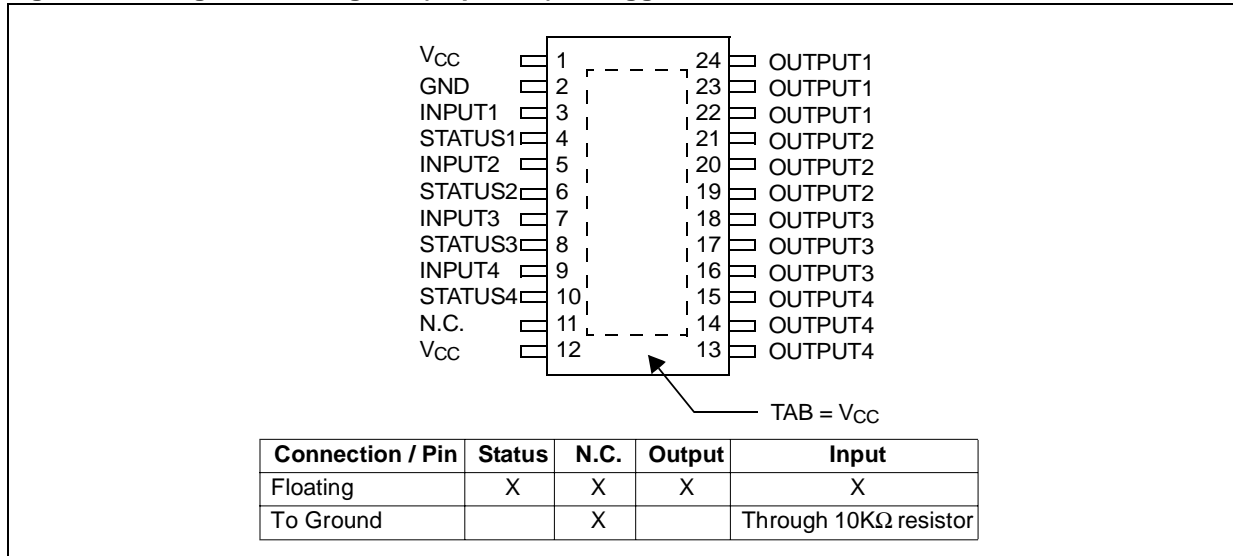 V_CC 1 24 OUTPUT1
GND 2 23 OUTPUT1
INPUT1 3 22 OUTPUT1
STATUS1 4 21 OUTPUT2
INPUT2 5 20 OUTPUT2
STATUS2 6 19 OUTPUT2
INPUT3 7 18 OUTPUT3
STATUS3 8 17 OUTPUT3
INPUT4 9 16 OUTPUT3
STATUS4 10 15 OUTPUT4
N.C. 11 14 OUTPUT4
V_CC 12 13 OUTPUT4
TAB = V_CC
Connection / Pin Status N.C. Output Input
Floating X X X X
To Ground X Through 10KΩ resistor